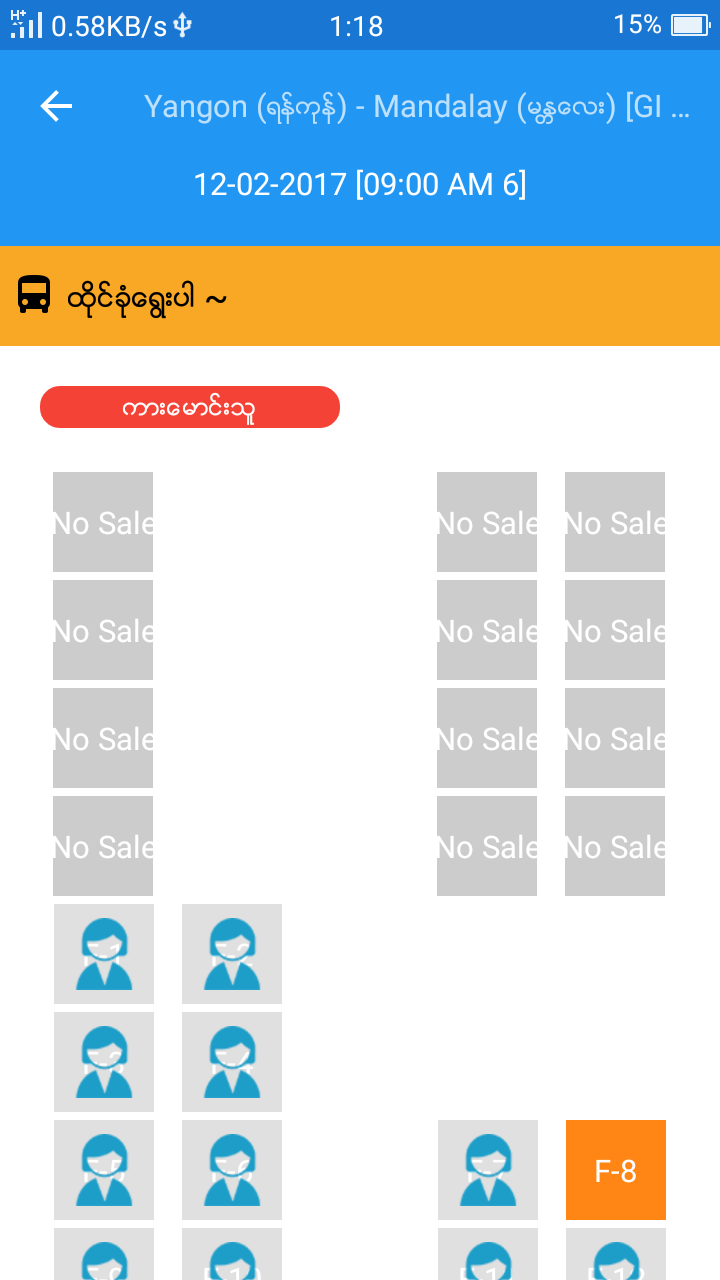 0.58KB/s 1:18 15%
Yangon (ရန်ကုန်) - Mandalay (မန္တလေး) [GI ...
12-02-2017 [09:00 AM 6]
ထိုင်ခုံရွေးပါ ~
ကားမောင်းသူ
No Sale No Sale No Sale
No Sale No Sale No Sale
No Sale No Sale No Sale
No Sale No Sale No Sale
F-8